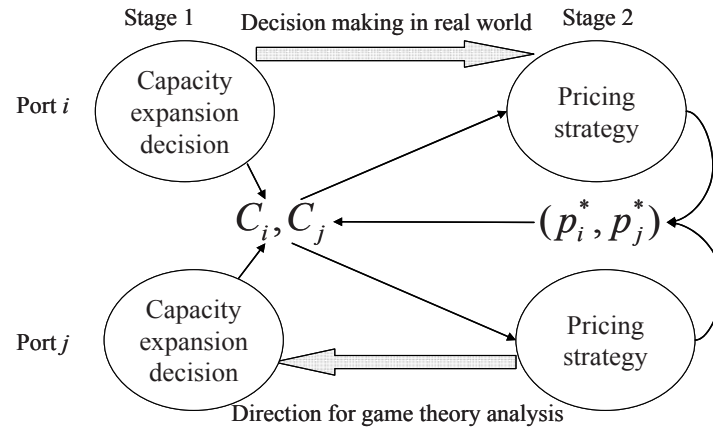 Stage 1
Decision making in real world
Stage 2
Port i
Capacity
expansion
decision
Pricing
strategy
C_i, C_j
(p_i^*, p_j^*)
Port j
Capacity
expansion
decision
Pricing
strategy
Direction for game theory analysis